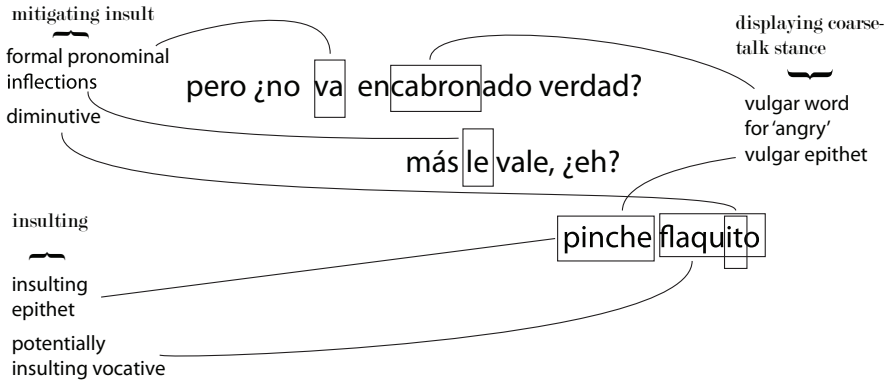 mitigating insult
formal pronominal
inflections
diminutive
displaying coarse-
talk stance
vulgar word
for ‘angry’
vulgar epithet
pero ¿no va encabronado verdad?
más le vale, ¿eh?
pinche flaquito
insulting
insulting
epithet
potentially
insulting vocative